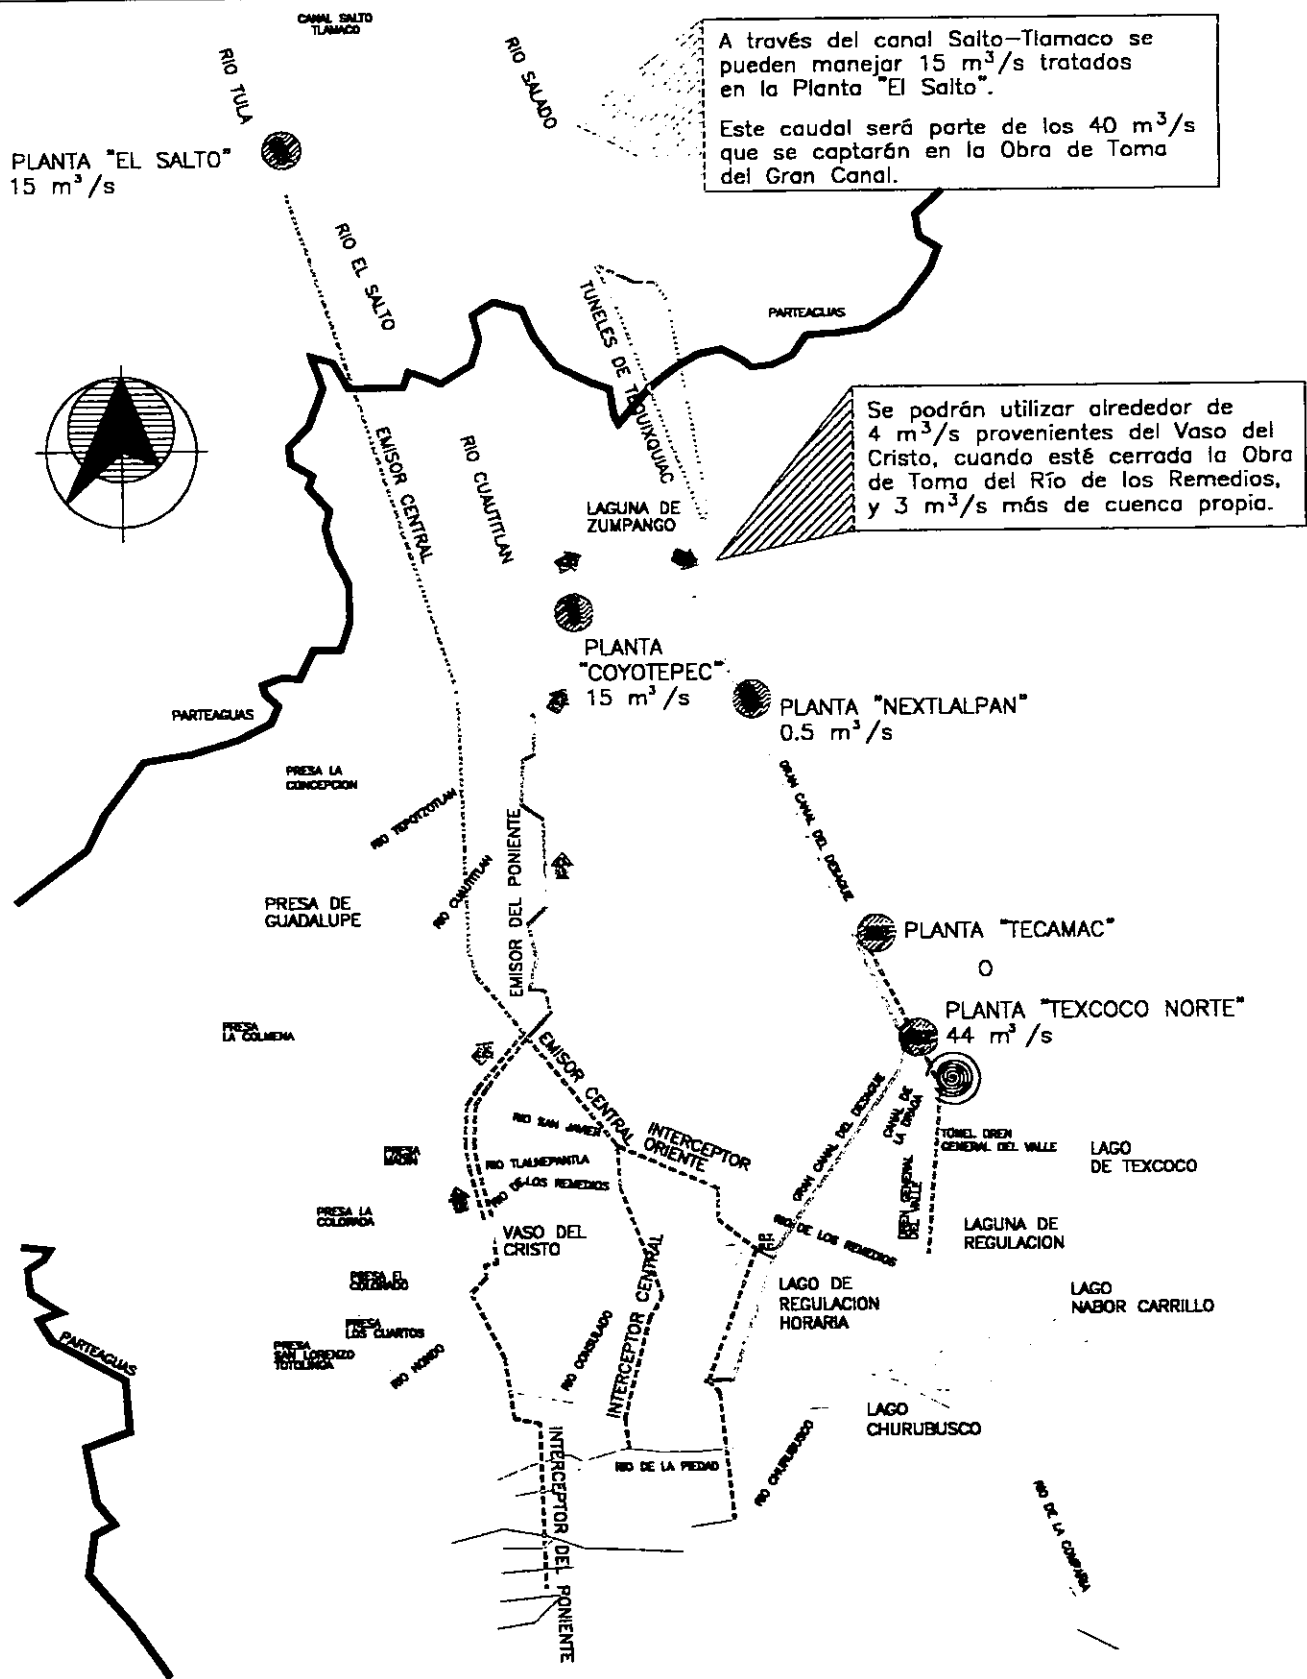 CANAL SALTO
TLAMACO
RIO TULA
RIO SALADO
A través del canal Salto-Tlamaco se
pueden manejar 15 m³/s tratados
en la Planta "El Salto".
Este caudal será parte de los 40 m³/s
que se captarán en la Obra de Toma
del Gran Canal.
PLANTA "EL SALTO"
15 m³/s
RIO EL SALTO
TUNELES DE TEQUIXQUIAC
PARTEAGUAS
EMISOR CENTRAL
RIO CUAUTITLAN
Se podrán utilizar alrededor de
4 m³/s provenientes del Vaso del
Cristo, cuando esté cerrada la Obra
de Toma del Río de los Remedios,
y 3 m³/s más de cuenca propia.
LAGUNA DE
ZUMPANGO
PLANTA
"COYOTEPEC"
15 m³/s
PLANTA "NEXTLALPAN"
0.5 m³/s
PARTEAGUAS
PRESA LA
CONCEPCION
RIO TEPOTZOTLAN
GRAN CANAL DEL DESAGUE
EMISOR DEL PONIENTE
RIO CUAUTITLAN
PRESA DE
GUADALUPE
PLANTA "TECAMAC"
0
PLANTA "TEXCOCO NORTE"
44 m³/s
PRESA
LA COLMENA
EMISOR CENTRAL
RIO SAN JAVIER
INTERCEPTOR
ORIENTE
GRAN CANAL DEL DESAGUE
CANAL DE
LA DRAGA
TUNEL DREN
GENERAL DEL VALLE
LAGO
DE TEXCOCO
PRESA
MADIN
RIO TLALNEPANTLA
RIO DE LOS REMEDIOS
DREN GENERAL
DEL VALLE
PRESA LA
COLORADA
VASO DEL
CRISTO
RIO DE LOS REMEDIOS
LAGUNA DE
REGULACION
INTERCEPTOR CENTRAL
PRESA EL
COLORADO
LAGO DE
REGULACION
HORARIA
LAGO
NABOR CARRILLO
PRESA
LOS CUARTOS
PRESA
SAN LORENZO
TOTOLINGA
PARTEAGUAS
RIO HONDO
RIO CONSULADO
LAGO
CHURUBUSCO
RIO DE LA PIEDAD
RIO CHURUBUSCO
INTERCEPTOR DEL PONIENTE
RIO DE LA COMPAÑIA